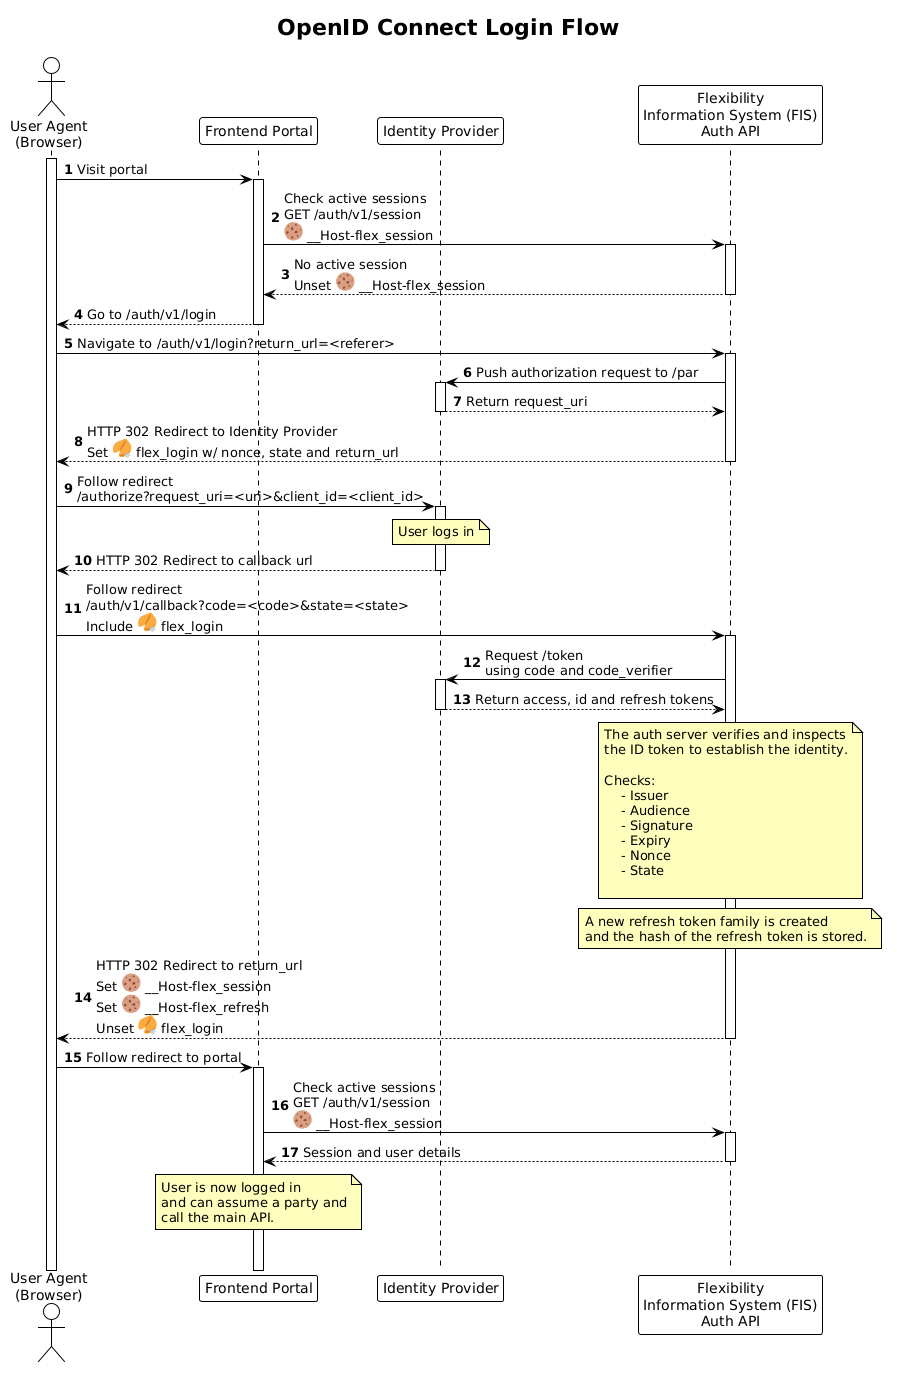 OpenID Connect Login Flow
User Agent
(Browser)
Frontend Portal
Identity Provider
Flexibility
Information System (FIS)
Auth API
1 Visit portal
2 Check active sessions
GET /auth/v1/session
__Host-flex_session
3 No active session
Unset __Host-flex_session
4 Go to /auth/v1/login
5 Navigate to /auth/v1/login?return_url=<referer>
6 Push authorization request to /par
7 Return request_uri
8 HTTP 302 Redirect to Identity Provider
Set flex_login w/ nonce, state and return_url
9 Follow redirect
/authorize?request_uri=<uri>&client_id=<client_id>
User logs in
10 HTTP 302 Redirect to callback url
11 Follow redirect
/auth/v1/callback?code=<code>&state=<state>
Include flex_login
12 Request /token
using code and code_verifier
13 Return access, id and refresh tokens
The auth server verifies and inspects
the ID token to establish the identity.
Checks:
- Issuer
- Audience
- Signature
- Expiry
- Nonce
- State
A new refresh token family is created
and the hash of the refresh token is stored.
14 HTTP 302 Redirect to return_url
Set __Host-flex_session
Set __Host-flex_refresh
Unset flex_login
15 Follow redirect to portal
16 Check active sessions
GET /auth/v1/session
__Host-flex_session
17 Session and user details
User is now logged in
and can assume a party and
call the main API.
User Agent
(Browser)
Frontend Portal
Identity Provider
Flexibility
Information System (FIS)
Auth API